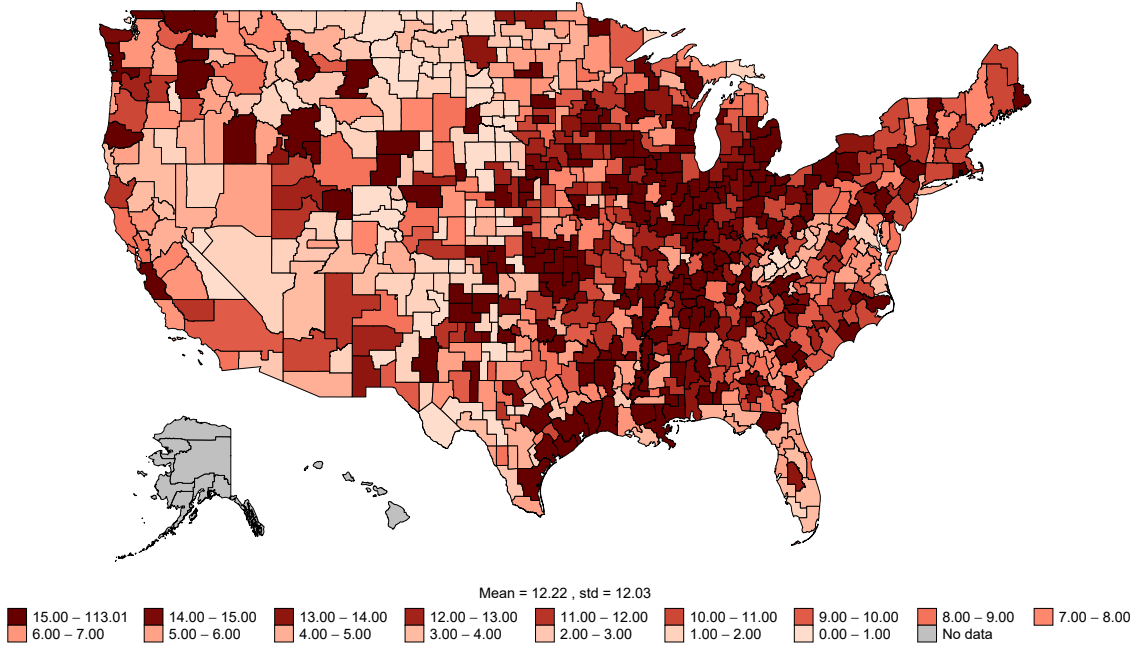 Mean = 12.22 , std = 12.03
15.00 – 113.01 14.00 – 15.00 13.00 – 14.00 12.00 – 13.00 11.00 – 12.00 10.00 – 11.00 9.00 – 10.00 8.00 – 9.00 7.00 – 8.00
6.00 – 7.00 5.00 – 6.00 4.00 – 5.00 3.00 – 4.00 2.00 – 3.00 1.00 – 2.00 0.00 – 1.00 No data